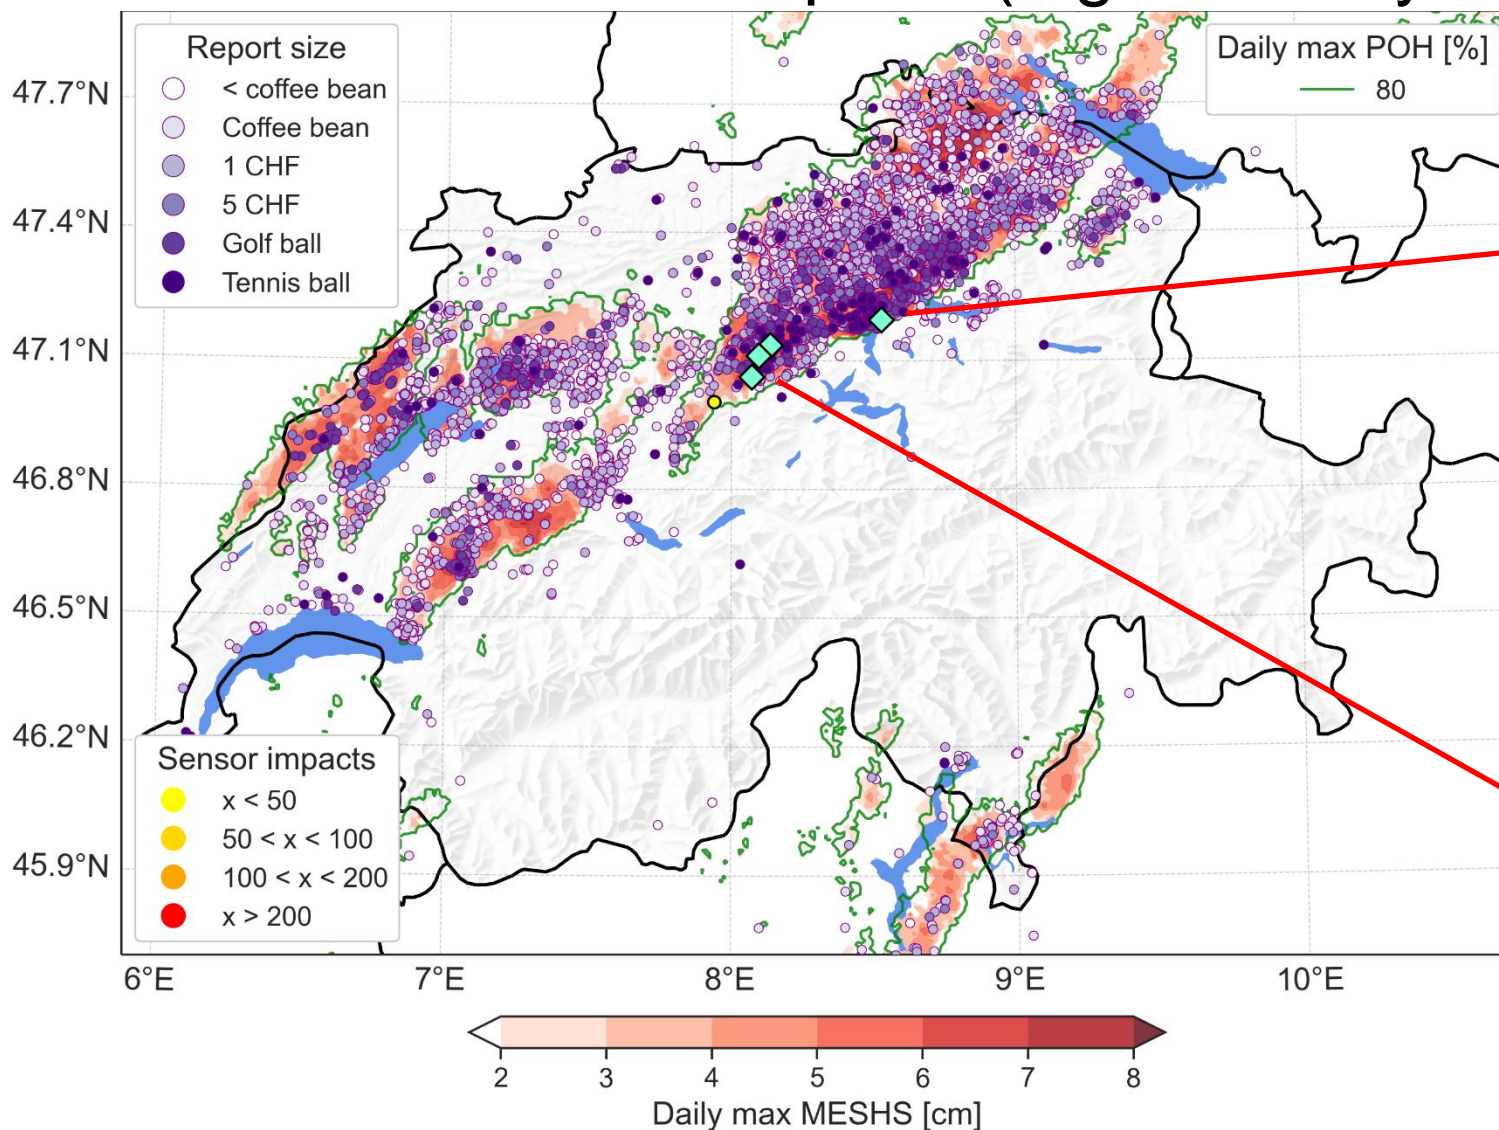 Report size
< coffee bean
Coffee bean
1 CHF
5 CHF
Golf ball
Tennis ball
Daily max POH [%]
80
47.7°N
47.4°N
47.1°N
46.8°N
46.5°N
46.2°N
45.9°N
Sensor impacts
x < 50
50 < x < 100
100 < x < 200
x > 200
6°E
7°E
8°E
9°E
10°E
2
3
4
5
6
7
8
Daily max MESHS [cm]